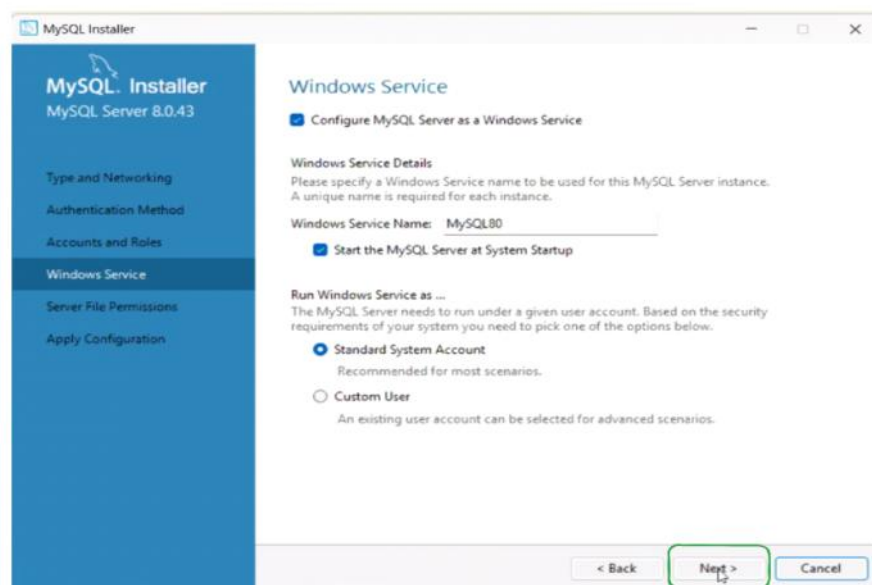 MySQL Installer
MySQL. Installer
MySQL Server 8.0.43
Type and Networking
Authentication Method
Accounts and Roles
Windows Service
Server File Permissions
Apply Configuration
Windows Service
Configure MySQL Server as a Windows Service
Windows Service Details
Please specify a Windows Service name to be used for this MySQL Server instance.
A unique name is required for each instance.
Windows Service Name: MySQL80
Start the MySQL Server at System Startup
Run Windows Service as ...
The MySQL Server needs to run under a given user account. Based on the security
requirements of your system you need to pick one of the options below.
Standard System Account
Recommended for most scenarios.
Custom User
An existing user account can be selected for advanced scenarios.
< Back Next > Cancel